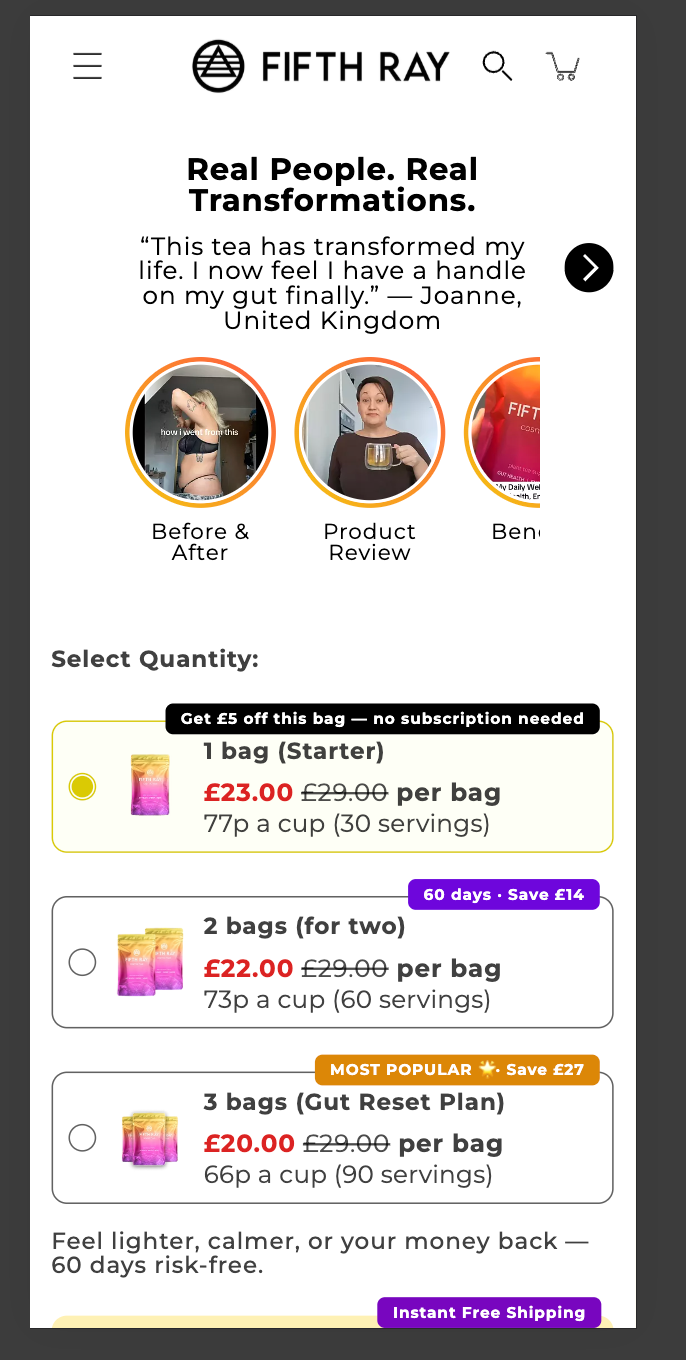 FIFTH RAY
Real People. Real
Transformations.
“This tea has transformed my
life. I now feel I have a handle
on my gut finally.” — Joanne,
United Kingdom
how i went from this
FIFT
My Daily Wel
Before &
After
Product
Review
Bene
Select Quantity:
Get £5 off this bag — no subscription needed
1 bag (Starter)
£23.00 £29.00 per bag
77p a cup (30 servings)
60 days · Save £14
2 bags (for two)
£22.00 £29.00 per bag
73p a cup (60 servings)
MOST POPULAR 🌟· Save £27
3 bags (Gut Reset Plan)
£20.00 £29.00 per bag
66p a cup (90 servings)
Feel lighter, calmer, or your money back —
60 days risk-free.
Instant Free Shipping